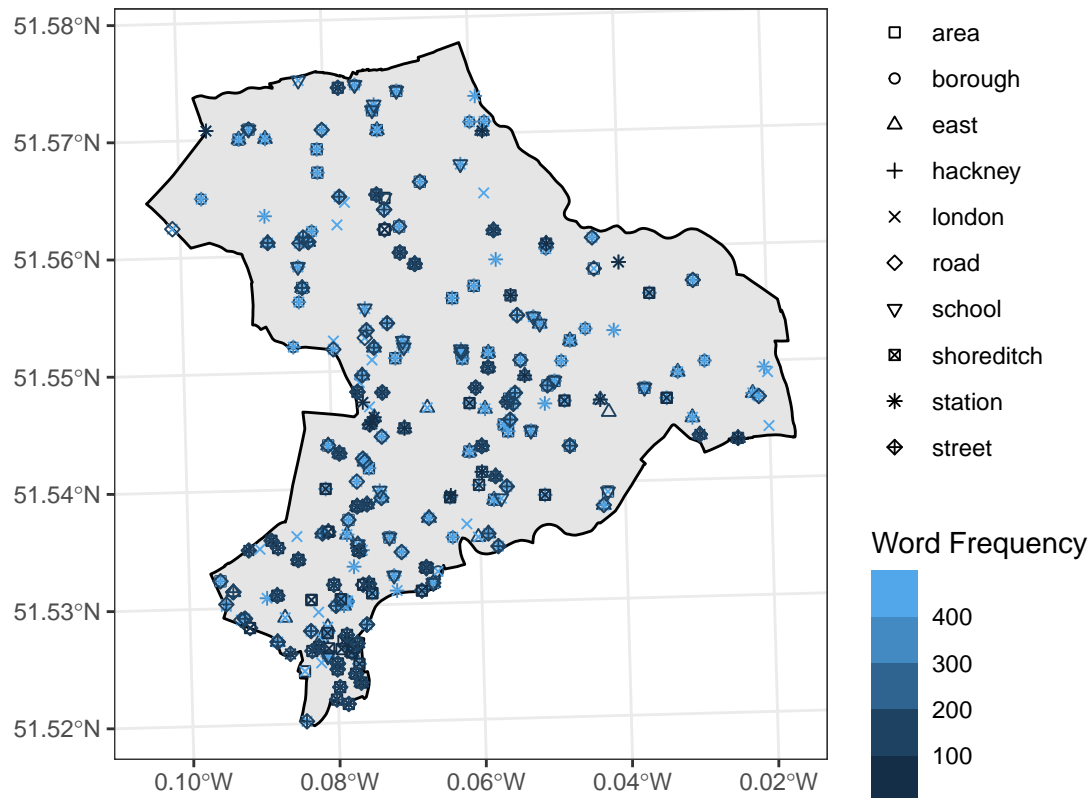 51.58°N
51.57°N
51.56°N
51.55°N
51.54°N
51.53°N
51.52°N
0.10°W 0.08°W 0.06°W 0.04°W 0.02°W
area
borough
east
hackney
london
road
school
shoreditch
station
street
Word Frequency
400
300
200
100